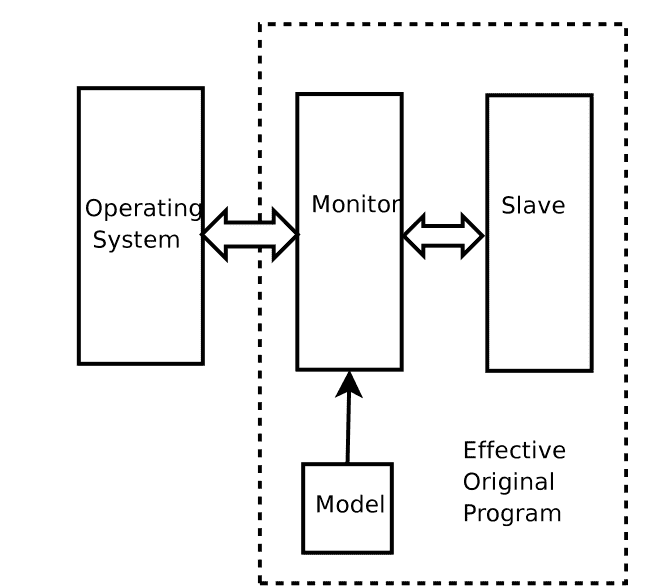 Operating
System
Monitor
Slave
Model
Effective
Original
Program